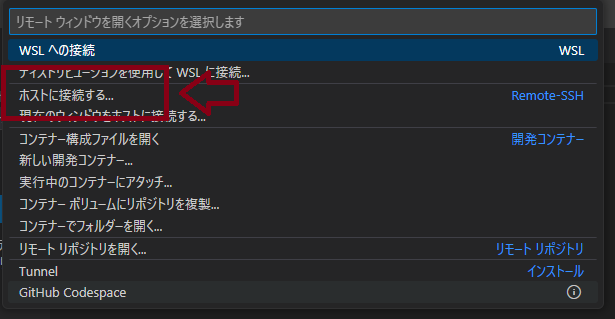 リモート ウィンドウを開くオプションを選択します
WSL への接続 WSL
ディストリビューションを使用して WSL に接続...
ホストに接続する... Remote-SSH
現在のウィンドウをホストに接続する...
コンテナー構成ファイルを開く 開発コンテナー
新しい開発コンテナー...
実行中のコンテナーにアタッチ...
コンテナー ボリュームにリポジトリを複製...
コンテナーでフォルダーを開く...
リモート リポジトリを開く... リモート リポジトリ
Tunnel インストール
GitHub Codespace